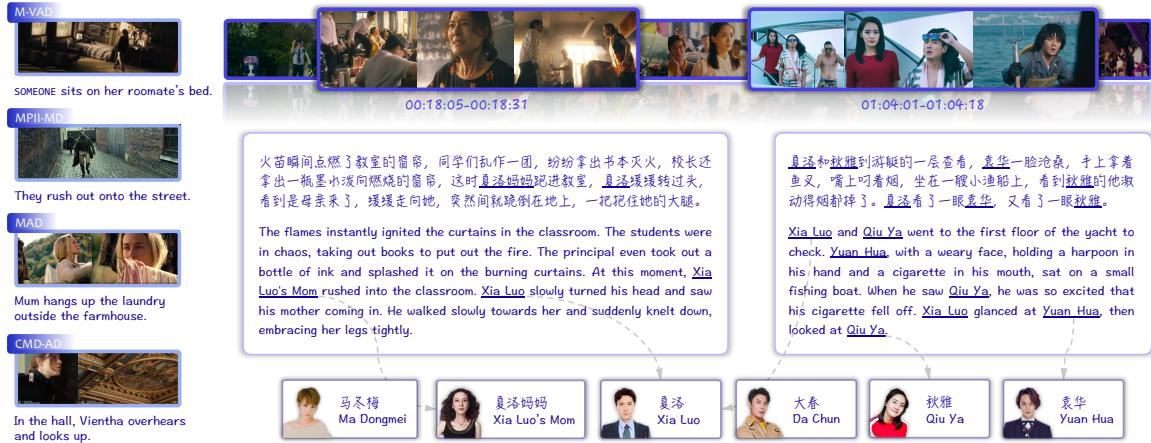 M-VAD
SOMEONE sits on her roomate's bed.
MPII-MD
They rush out onto the street.
MAD
Mum hangs up the laundry
outside the farmhouse.
CMD-AD
In the hall, Vientha overhears
and looks up.
00:18:05-00:18:31
火苗瞬间点燃了教室的窗帘，同学们乱作一团，纷纷拿出书本灭火，校长还
拿出一瓶墨水泼向燃烧的窗帘，这时夏洛妈妈跑进教室，夏洛缓缓转过头，
看到是母亲来了，缓缓走向她，突然间就跪倒在地上，一把抱住她的大腿。
The flames instantly ignited the curtains in the classroom. The students were
in chaos, taking out books to put out the fire. The principal even took out a
bottle of ink and splashed it on the burning curtains. At this moment, Xia
Luo's Mom rushed into the classroom. Xia Luo slowly turned his head and saw
his mother coming in. He walked slowly towards her and suddenly knelt down,
embracing her legs tightly.
01:04:01-01:04:18
夏洛和秋雅到游艇的一层查看，袁华一脸沧桑，手上拿着
鱼叉，嘴上叼着烟，坐在一艘小渔船上，看到秋雅的他激
动得烟都掉了。夏洛看了一眼袁华，又看了一眼秋雅。
Xia Luo and Qiu Ya went to the first floor of the yacht to
check. Yuan Hua, with a weary face, holding a harpoon in
his hand and a cigarette in his mouth, sat on a small
fishing boat. When he saw Qiu Ya, he was so excited that
his cigarette fell off. Xia Luo glanced at Yuan Hua, then
looked at Qiu Ya.
马冬梅
Ma Dongmei
夏洛妈妈
Xia Luo's Mom
夏洛
Xia Luo
大春
Da Chun
秋雅
Qiu Ya
袁华
Yuan Hua